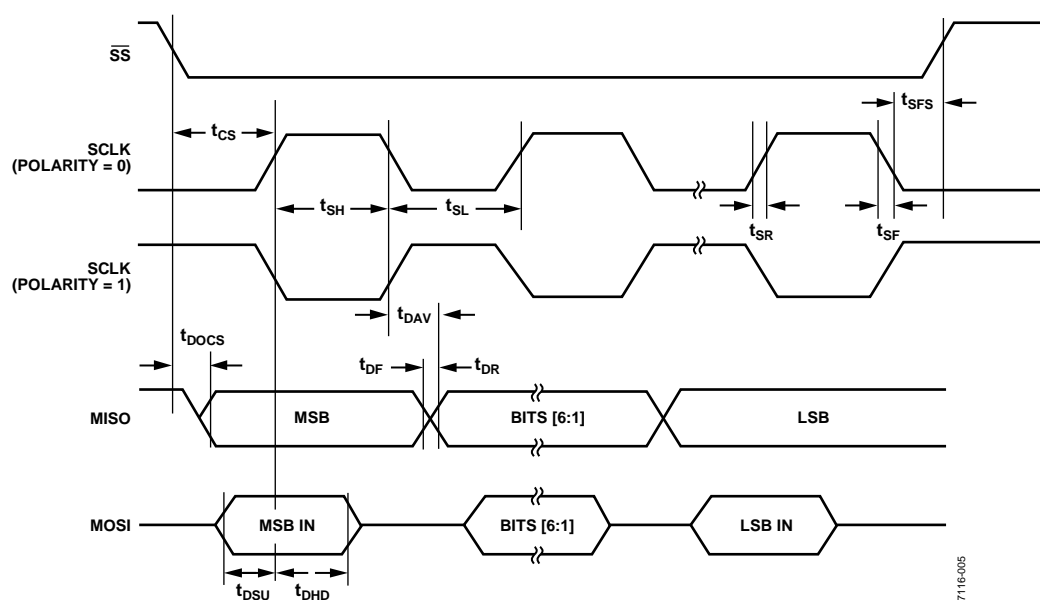 SS
tSFS
tCS
SCLK
(POLARITY = 0)
tSH
tSL
tSR
tSF
SCLK
(POLARITY = 1)
tDAV
tDOCS
tDF
tDR
MISO
MSB
BITS [6:1]
LSB
MOSI
MSB IN
BITS [6:1]
LSB IN
tDSU
tDHD
7116-005